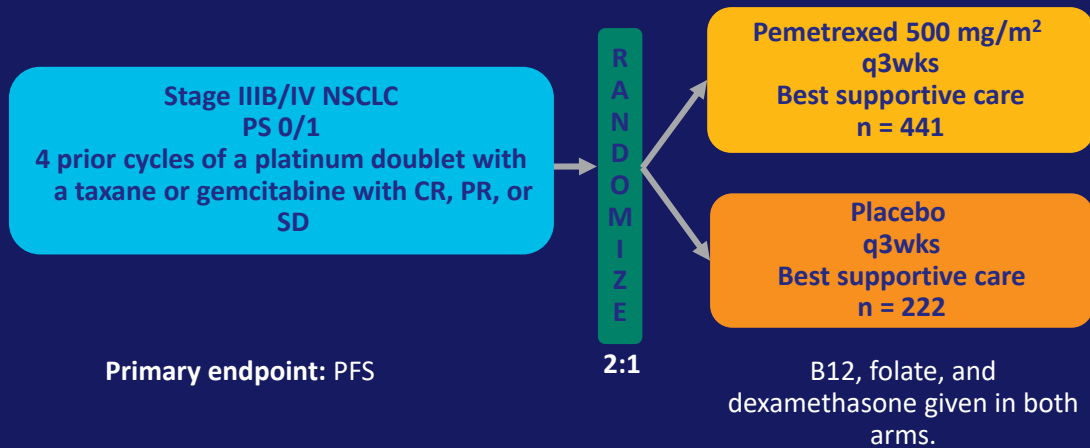 Stage IIIB/IV NSCLC
PS 0/1
4 prior cycles of a platinum doublet with
a taxane or gemcitabine with CR, PR, or
SD
R
A
N
D
O
M
I
Z
E
2:1
Pemetrexed 500 mg/m²
q3wks
Best supportive care
n = 441
Placebo
q3wks
Best supportive care
n = 222
Primary endpoint: PFS
B12, folate, and
dexamethasone given in both
arms.